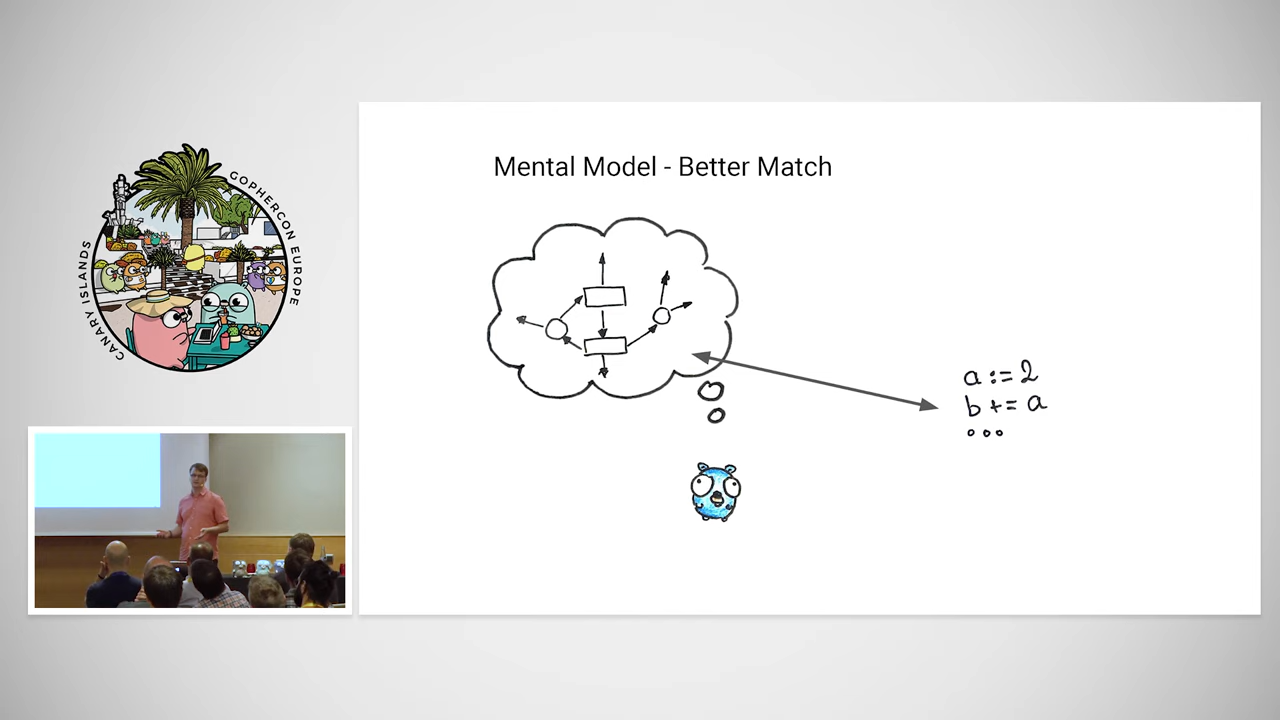 GOPHERCON EUROPE
CANARY ISLANDS
Mental Model - Better Match
a := 2
b += a